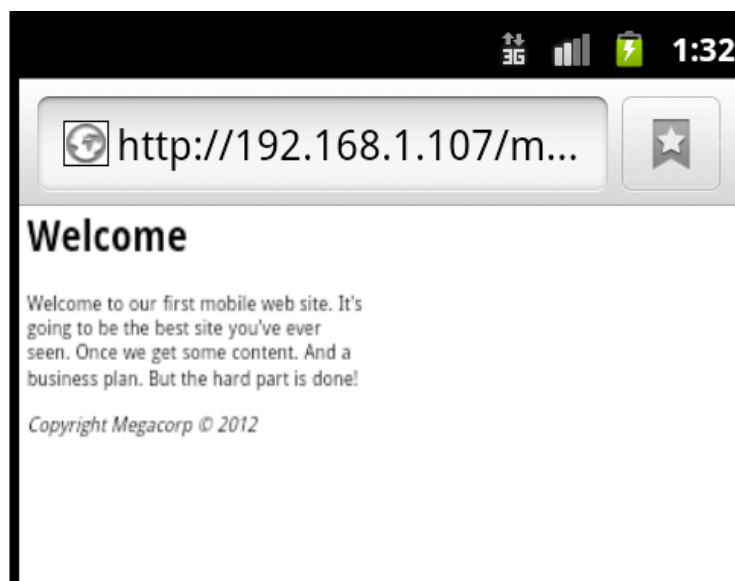 3G 1:32
http://192.168.1.107/m...
Welcome
Welcome to our first mobile web site. It's
going to be the best site you've ever
seen. Once we get some content. And a
business plan. But the hard part is done!
Copyright Megacorp © 2012